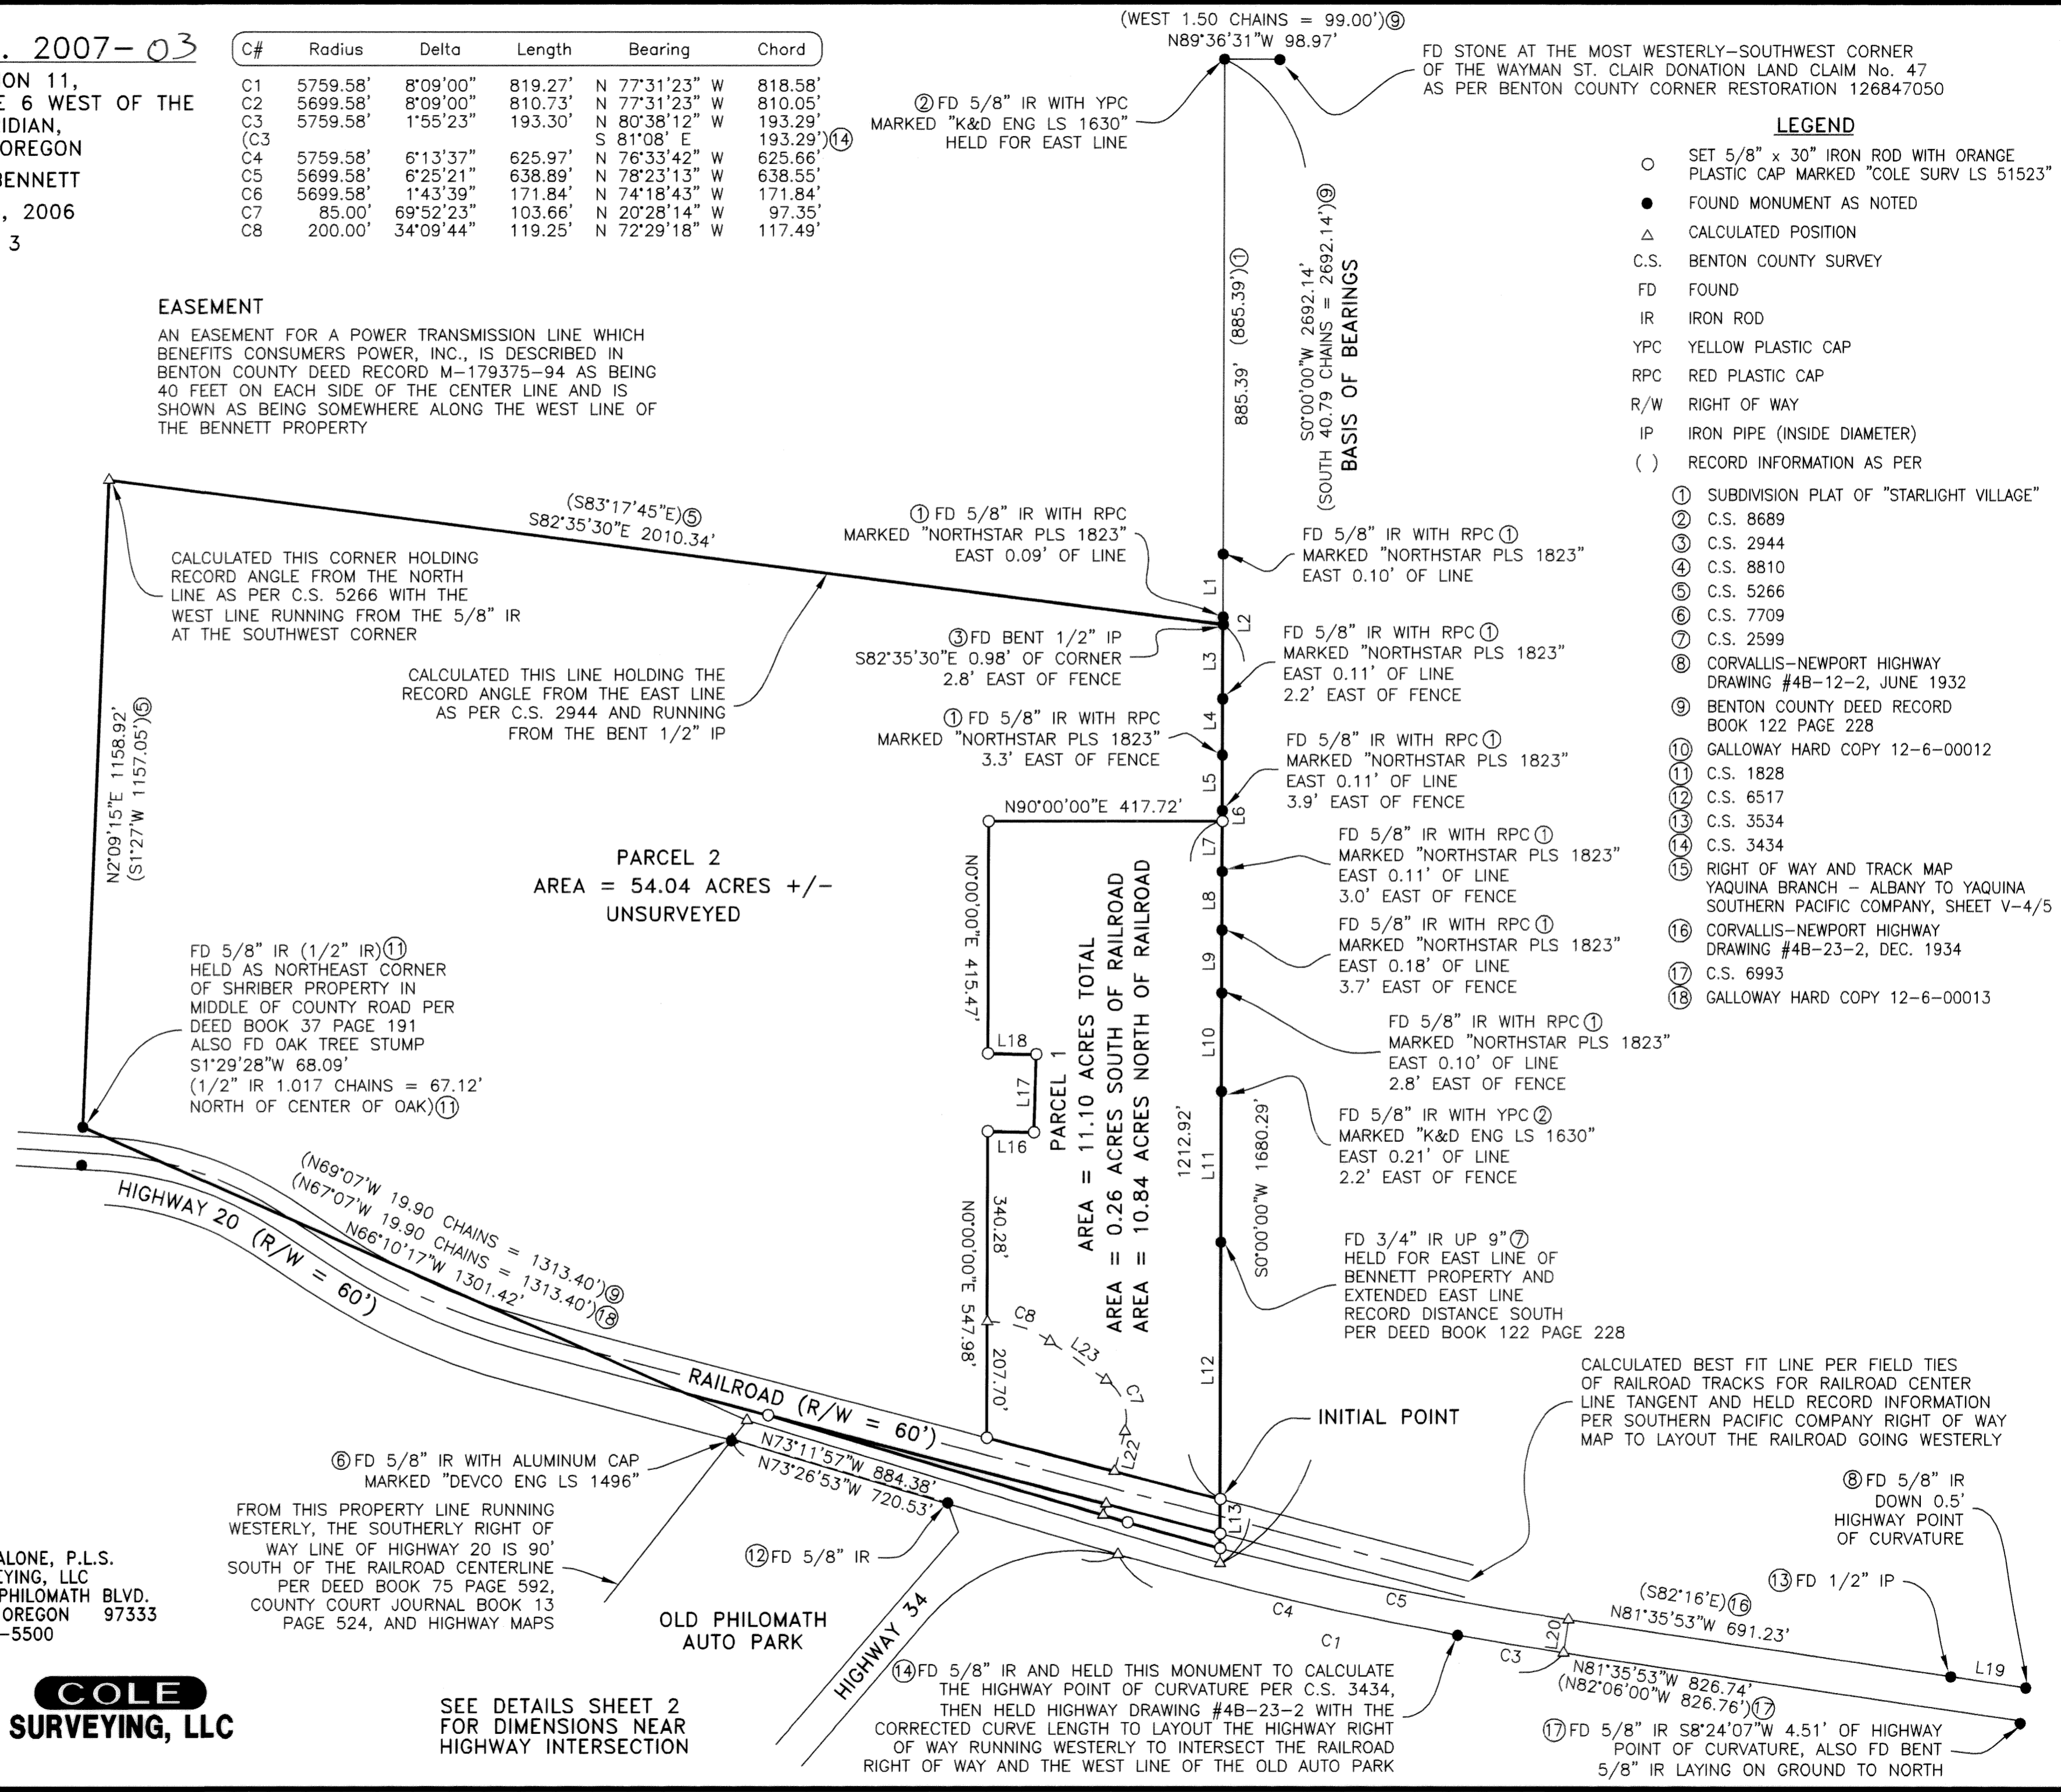 . 2007-03
ON 11,
E 6 WEST OF THE
IDIAN,
OREGON
BENNETT
, 2006
3
C# Radius Delta Length Bearing Chord
C1 5759.58' 8°09'00" 819.27' N 77°31'23" W 818.58'
C2 5699.58' 8°09'00" 810.73' N 77°31'23" W 810.05'
C3 5759.58' 1°55'23" 193.30' N 80°38'12" W 193.29'
(C3 S 81°08' E 193.29')⑭
C4 5759.58' 6°13'37" 625.97' N 76°33'42" W 625.66'
C5 5699.58' 6°25'21" 638.89' N 78°23'13" W 638.55'
C6 5699.58' 1°43'39" 171.84' N 74°18'43" W 171.84'
C7 85.00' 69°52'23" 103.66' N 20°28'14" W 97.35'
C8 200.00' 34°09'44" 119.25' N 72°29'18" W 117.49'
(WEST 1.50 CHAINS = 99.00')⑨
N89°36'31"W 98.97'
FD STONE AT THE MOST WESTERLY-SOUTHWEST CORNER
OF THE WAYMAN ST. CLAIR DONATION LAND CLAIM No. 47
AS PER BENTON COUNTY CORNER RESTORATION 126847050
②FD 5/8" IR WITH YPC
MARKED "K&D ENG LS 1630"
HELD FOR EAST LINE
885.39' (885.39')①
S0°00'00"W 2692.14'
(SOUTH 40.79 CHAINS = 2692.14')⑨
BASIS OF BEARINGS
LEGEND
SET 5/8" x 30" IRON ROD WITH ORANGE
PLASTIC CAP MARKED "COLE SURV LS 51523"
FOUND MONUMENT AS NOTED
CALCULATED POSITION
C.S. BENTON COUNTY SURVEY
FD FOUND
IR IRON ROD
YPC YELLOW PLASTIC CAP
RPC RED PLASTIC CAP
R/W RIGHT OF WAY
IP IRON PIPE (INSIDE DIAMETER)
( ) RECORD INFORMATION AS PER
① SUBDIVISION PLAT OF "STARLIGHT VILLAGE"
② C.S. 8689
③ C.S. 2944
④ C.S. 8810
⑤ C.S. 5266
⑥ C.S. 7709
⑦ C.S. 2599
⑧ CORVALLIS-NEWPORT HIGHWAY
DRAWING #4B-12-2, JUNE 1932
⑨ BENTON COUNTY DEED RECORD
BOOK 122 PAGE 228
⑩ GALLOWAY HARD COPY 12-6-00012
⑪ C.S. 1828
⑫ C.S. 6517
⑬ C.S. 3534
⑭ C.S. 3434
⑮ RIGHT OF WAY AND TRACK MAP
YAQUINA BRANCH - ALBANY TO YAQUINA
SOUTHERN PACIFIC COMPANY, SHEET V-4/5
⑯ CORVALLIS-NEWPORT HIGHWAY
DRAWING #4B-23-2, DEC. 1934
⑰ C.S. 6993
⑱ GALLOWAY HARD COPY 12-6-00013
EASEMENT
AN EASEMENT FOR A POWER TRANSMISSION LINE WHICH
BENEFITS CONSUMERS POWER, INC., IS DESCRIBED IN
BENTON COUNTY DEED RECORD M-179375-94 AS BEING
40 FEET ON EACH SIDE OF THE CENTER LINE AND IS
SHOWN AS BEING SOMEWHERE ALONG THE WEST LINE OF
THE BENNETT PROPERTY
(S83°17'45"E)⑤
S82°35'30"E 2010.34'
CALCULATED THIS CORNER HOLDING
RECORD ANGLE FROM THE NORTH
LINE AS PER C.S. 5266 WITH THE
WEST LINE RUNNING FROM THE 5/8" IR
AT THE SOUTHWEST CORNER
CALCULATED THIS LINE HOLDING THE
RECORD ANGLE FROM THE EAST LINE
AS PER C.S. 2944 AND RUNNING
FROM THE BENT 1/2" IP
① FD 5/8" IR WITH RPC
MARKED "NORTHSTAR PLS 1823"
EAST 0.09' OF LINE
FD 5/8" IR WITH RPC①
MARKED "NORTHSTAR PLS 1823"
EAST 0.10' OF LINE
L1
L2
③FD BENT 1/2" IP
S82°35'30"E 0.98' OF CORNER
2.8' EAST OF FENCE
L3
FD 5/8" IR WITH RPC①
MARKED "NORTHSTAR PLS 1823"
EAST 0.11' OF LINE
2.2' EAST OF FENCE
① FD 5/8" IR WITH RPC
MARKED "NORTHSTAR PLS 1823"
3.3' EAST OF FENCE
L4
FD 5/8" IR WITH RPC①
MARKED "NORTHSTAR PLS 1823"
EAST 0.11' OF LINE
3.9' EAST OF FENCE
L5
L6
N90°00'00"E 417.72'
L7
FD 5/8" IR WITH RPC①
MARKED "NORTHSTAR PLS 1823"
EAST 0.11' OF LINE
3.0' EAST OF FENCE
L8
FD 5/8" IR WITH RPC①
MARKED "NORTHSTAR PLS 1823"
EAST 0.18' OF LINE
3.7' EAST OF FENCE
L9
FD 5/8" IR WITH RPC①
MARKED "NORTHSTAR PLS 1823"
EAST 0.10' OF LINE
2.8' EAST OF FENCE
L10
FD 5/8" IR WITH YPC②
MARKED "K&D ENG LS 1630"
EAST 0.21' OF LINE
2.2' EAST OF FENCE
L11
1212.92'
S0°00'00"W 1680.29'
FD 3/4" IR UP 9"⑦
HELD FOR EAST LINE OF
BENNETT PROPERTY AND
EXTENDED EAST LINE
RECORD DISTANCE SOUTH
PER DEED BOOK 122 PAGE 228
L12
N2°09'15"E 1158.92'
(S1°27'W 1157.05')⑤
PARCEL 2
AREA = 54.04 ACRES +/-
UNSURVEYED
N0°00'00"E 415.47'
L18
L17
L16
PARCEL 1
AREA = 11.10 ACRES TOTAL
AREA = 0.26 ACRES SOUTH OF RAILROAD
AREA = 10.84 ACRES NORTH OF RAILROAD
340.28'
N0°00'00"E 547.98'
207.70'
C8
L23
C7
L22
FD 5/8" IR (1/2" IR)⑪
HELD AS NORTHEAST CORNER
OF SHRIBER PROPERTY IN
MIDDLE OF COUNTY ROAD PER
DEED BOOK 37 PAGE 191
ALSO FD OAK TREE STUMP
S1°29'28"W 68.09'
(1/2" IR 1.017 CHAINS = 67.12'
NORTH OF CENTER OF OAK)⑪
(N69°07'W 19.90 CHAINS = 1313.40')⑨
(N67°07'W 19.90 CHAINS = 1313.40')⑱
N66°10'17"W 1301.42'
HIGHWAY 20 (R/W = 60')
RAILROAD (R/W = 60')
N73°11'57"W 884.38'
N73°26'53"W 720.53'
INITIAL POINT
L13
CALCULATED BEST FIT LINE PER FIELD TIES
OF RAILROAD TRACKS FOR RAILROAD CENTER
LINE TANGENT AND HELD RECORD INFORMATION
PER SOUTHERN PACIFIC COMPANY RIGHT OF WAY
MAP TO LAYOUT THE RAILROAD GOING WESTERLY
⑥FD 5/8" IR WITH ALUMINUM CAP
MARKED "DEVCO ENG LS 1496"
FROM THIS PROPERTY LINE RUNNING
WESTERLY, THE SOUTHERLY RIGHT OF
WAY LINE OF HIGHWAY 20 IS 90'
SOUTH OF THE RAILROAD CENTERLINE
PER DEED BOOK 75 PAGE 592,
COUNTY COURT JOURNAL BOOK 13
PAGE 524, AND HIGHWAY MAPS
⑫FD 5/8" IR
OLD PHILOMATH
AUTO PARK
HIGHWAY 34
C4
C5
C1
C3
L20
⑧FD 5/8" IR
DOWN 0.5'
HIGHWAY POINT
OF CURVATURE
⑬FD 1/2" IP
(S82°16'E)⑯
N81°35'53"W 691.23'
L19
N81°35'53"W 826.74'
(N82°06'00"W 826.76')⑰
⑭FD 5/8" IR AND HELD THIS MONUMENT TO CALCULATE
THE HIGHWAY POINT OF CURVATURE PER C.S. 3434,
THEN HELD HIGHWAY DRAWING #4B-23-2 WITH THE
CORRECTED CURVE LENGTH TO LAYOUT THE HIGHWAY RIGHT
OF WAY RUNNING WESTERLY TO INTERSECT THE RAILROAD
RIGHT OF WAY AND THE WEST LINE OF THE OLD AUTO PARK
⑰FD 5/8" IR S8°24'07"W 4.51' OF HIGHWAY
POINT OF CURVATURE, ALSO FD BENT
5/8" IR LAYING ON GROUND TO NORTH
ALONE, P.L.S.
EYING, LLC
PHILOMATH BLVD.
OREGON 97333
-5500
COLE
SURVEYING, LLC
SEE DETAILS SHEET 2
FOR DIMENSIONS NEAR
HIGHWAY INTERSECTION